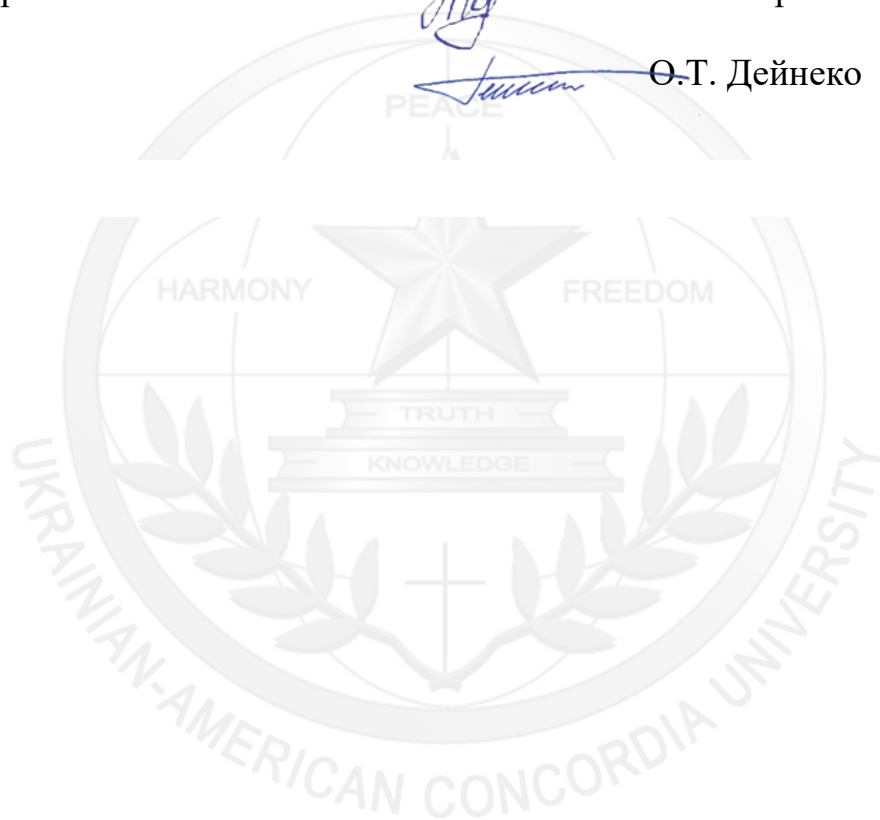 О.Т. Дейнеко
PEACE
HARMONY FREEDOM
TRUTH
KNOWLEDGE
UKRAINIAN-AMERICAN CONCORDIA UNIVERSITY